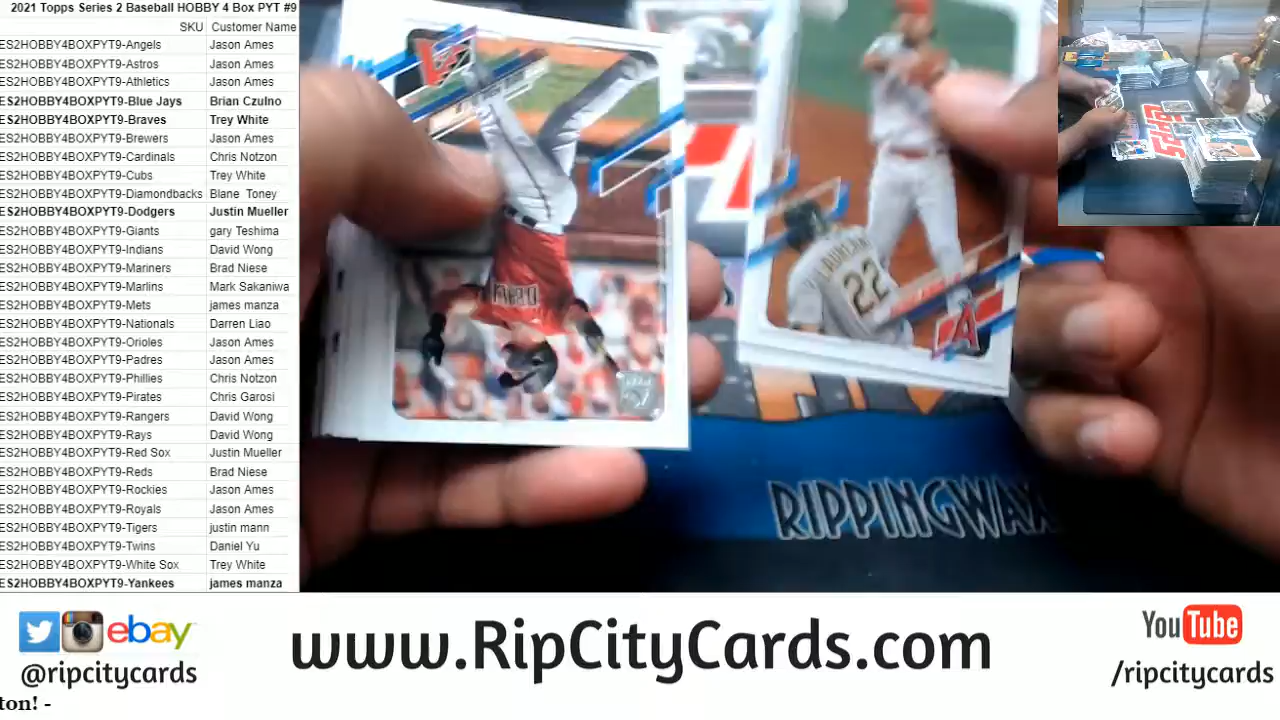 2021 Topps Series 2 Baseball HOBBY 4 Box PYT #9
SKU Customer Name
ES2HOBBY4BOXPYT9-Angels Jason Ames
ES2HOBBY4BOXPYT9-Astros Jason Ames
ES2HOBBY4BOXPYT9-Athletics Jason Ames
ES2HOBBY4BOXPYT9-Blue Jays Brian Czulno
ES2HOBBY4BOXPYT9-Braves Trey White
ES2HOBBY4BOXPYT9-Brewers Jason Ames
ES2HOBBY4BOXPYT9-Cardinals Chris Notzon
ES2HOBBY4BOXPYT9-Cubs Trey White
ES2HOBBY4BOXPYT9-Diamondbacks Blane Toney
ES2HOBBY4BOXPYT9-Dodgers Justin Mueller
ES2HOBBY4BOXPYT9-Giants gary Teshima
ES2HOBBY4BOXPYT9-Indians David Wong
ES2HOBBY4BOXPYT9-Mariners Brad Niese
ES2HOBBY4BOXPYT9-Marlins Mark Sakaniwa
ES2HOBBY4BOXPYT9-Mets james manza
ES2HOBBY4BOXPYT9-Nationals Darren Liao
ES2HOBBY4BOXPYT9-Orioles Jason Ames
ES2HOBBY4BOXPYT9-Padres Jason Ames
ES2HOBBY4BOXPYT9-Phillies Chris Notzon
ES2HOBBY4BOXPYT9-Pirates Chris Garosi
ES2HOBBY4BOXPYT9-Rangers David Wong
ES2HOBBY4BOXPYT9-Rays David Wong
ES2HOBBY4BOXPYT9-Red Sox Justin Mueller
ES2HOBBY4BOXPYT9-Reds Brad Niese
ES2HOBBY4BOXPYT9-Rockies Jason Ames
ES2HOBBY4BOXPYT9-Royals Jason Ames
ES2HOBBY4BOXPYT9-Tigers justin mann
ES2HOBBY4BOXPYT9-Twins Daniel Yu
ES2HOBBY4BOXPYT9-White Sox Trey White
ES2HOBBY4BOXPYT9-Yankees james manza
22
A
RIPPINGWAX
ebay
@ripcitycards
www.RipCityCards.com
YouTube
/ripcitycards
ton! -